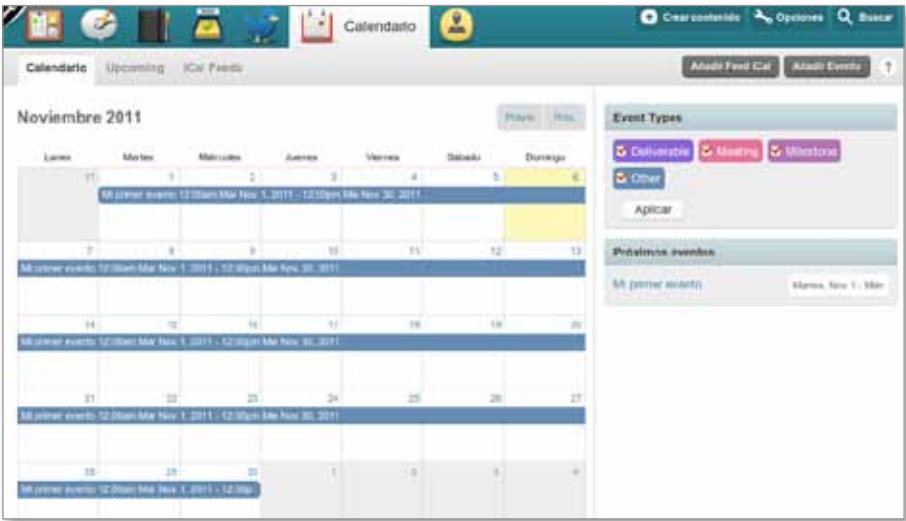 Calendario
Crear contenido Opciones Buscar
Calendario Upcoming iCal Feeds
Añadir Feed iCal Añadir Evento ?
Noviembre 2011
Event Types
Lunes Martes Miércoles Jueves Viernes Sábado Domingo
Deliverable Meeting Milestone
Other
Aplicar
1 2 3 4 5 6
Mi primer evento 12:00am Mar Nov 1, 2011 - 12:00pm Mie Nov 30, 2011
Próximos eventos
Mi primer evento Martes, Nov 1 - Miér
7 8 9 10 11 12 13
Mi primer evento 12:00am Mar Nov 1, 2011 - 12:00pm Mie Nov 30, 2011
14 15 16 17 18 19 20
Mi primer evento 12:00am Mar Nov 1, 2011 - 12:00pm Mie Nov 30, 2011
21 22 23 24 25 26 27
Mi primer evento 12:00am Mar Nov 1, 2011 - 12:00pm Mie Nov 30, 2011
28 29 30 1 2 3 4
Mi primer evento 12:00am Mar Nov 1, 2011 - 12:00p